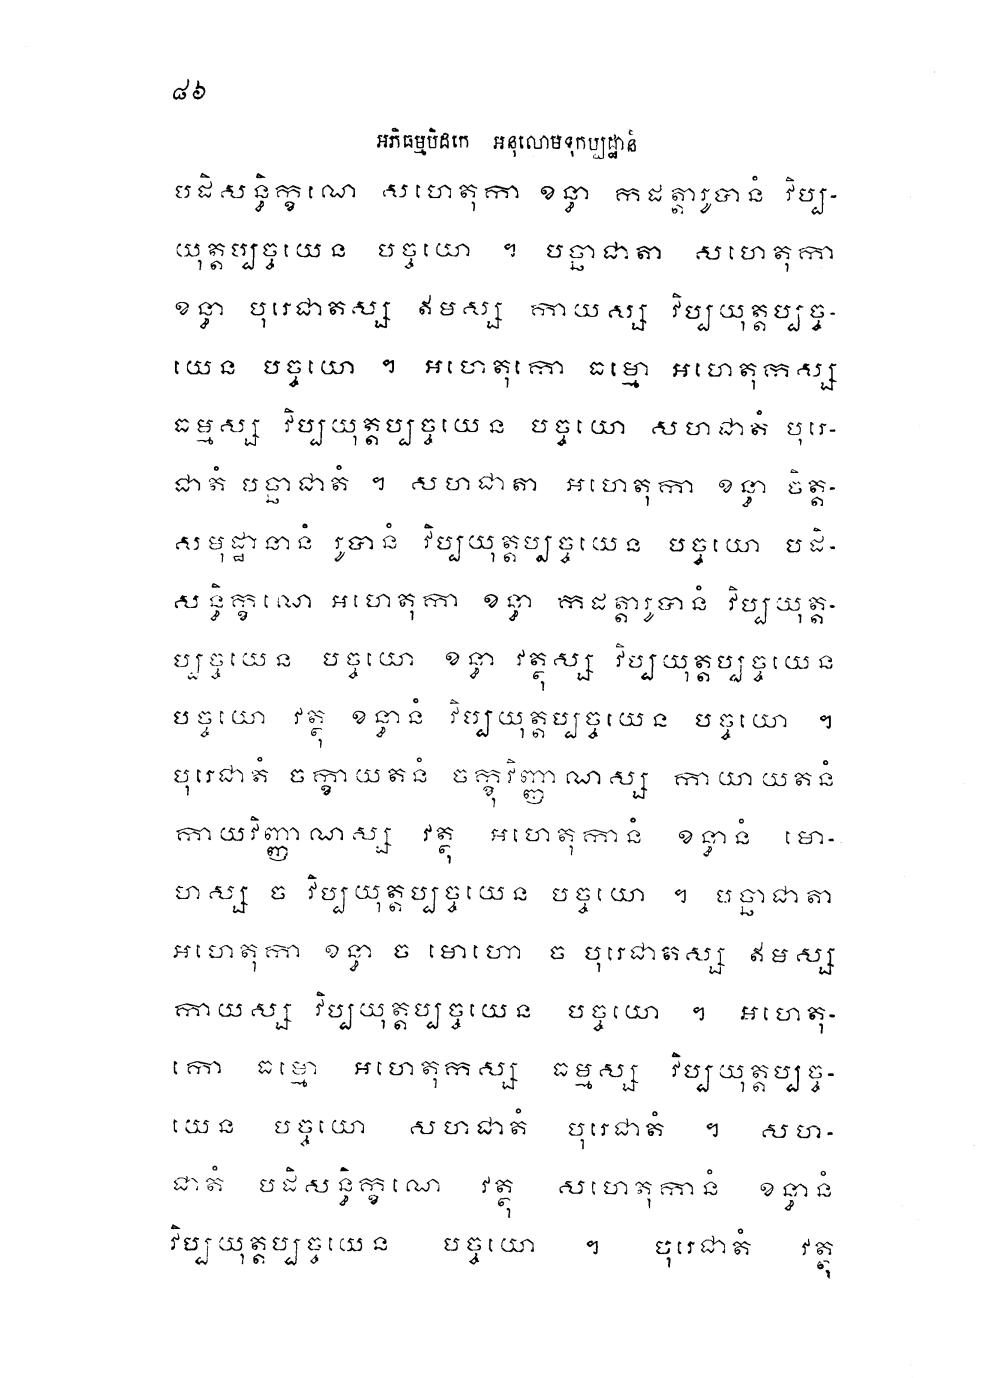 ៨៦
អភិធម្មបិដកេ អនុលោមទុកប្បដ្ឋានំ
បដិសន្ធិក្ខណេ សហេតុកា ខន្ធា កដត្តារូបានំ វិប្ប-
យុត្តប្បច្ចយេន បច្ចយោ ។ បច្ឆាជាតា សហេតុកា
ខន្ធា បុរេជាតស្ស ឥមស្ស កាយស្ស វិប្បយុត្តប្បច្ច-
យេន បច្ចយោ ។ អហេតុកោ ធម្មោ អហេតុកស្ស
ធម្មស្ស វិប្បយុត្តប្បច្ចយេន បច្ចយោ សហជាតំ បុរេ-
ជាតំ បច្ឆាជាតំ ។ សហជាតា អហេតុកា ខន្ធា ចិត្ត-
សមុដ្ឋានានំ រូបានំ វិប្បយុត្តប្បច្ចយេន បច្ចយោ បដិ-
សន្ធិក្ខណេ អហេតុកា ខន្ធា កដត្តារូបានំ វិប្បយុត្ត-
ប្បច្ចយេន បច្ចយោ ខន្ធា វត្ថុស្ស វិប្បយុត្តប្បច្ចយេន
បច្ចយោ វត្ថុ ខន្ធានំ វិប្បយុត្តប្បច្ចយេន បច្ចយោ ។
បុរេជាតំ ចក្ខាយតនំ ចក្ខុវិញ្ញាណស្ស កាយាយតនំ
កាយវិញ្ញាណស្ស វត្ថុ អហេតុកានំ ខន្ធានំ មោ-
ហស្ស ច វិប្បយុត្តប្បច្ចយេន បច្ចយោ ។ បច្ឆាជាតា
អហេតុកា ខន្ធា ច មោហោ ច បុរេជាតស្ស ឥមស្ស
កាយស្ស វិប្បយុត្តប្បច្ចយេន បច្ចយោ ។ អហេតុ-
កោ ធម្មោ អហេតុកស្ស ធម្មស្ស វិប្បយុត្តប្បច្ច-
យេន បច្ចយោ សហជាតំ បុរេជាតំ ។ សហ-
ជាតំ បដិសន្ធិក្ខណេ វត្ថុ សហេតុកានំ ខន្ធានំ
វិប្បយុត្តប្បច្ចយេន បច្ចយោ ។ បុរេជាតំ វត្ថុ